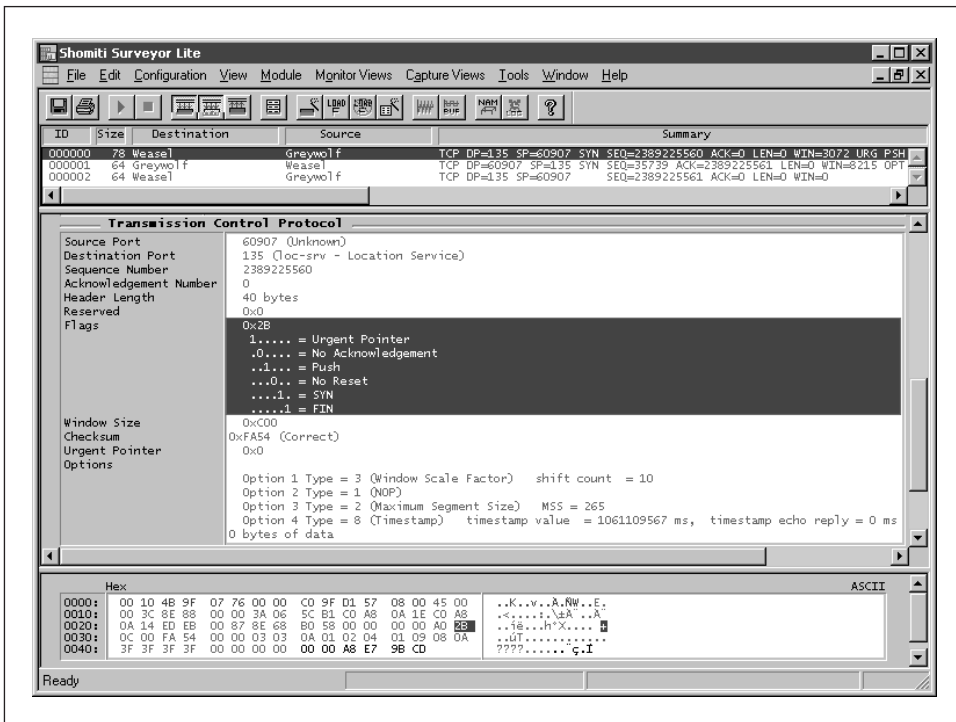 Shomiti Surveyor Lite
File Edit Configuration View Module Monitor Views Capture Views Tools Window Help
ID Size Destination Source Summary
000000 78 Weasel Greywolf TCP DP=135 SP=60907 SYN SEQ=2389225560 ACK=0 LEN=0 WIN=3072 URG PSH
000001 64 Greywolf Weasel TCP DP=60907 SP=135 SYN SEQ=35739 ACK=2389225561 LEN=0 WIN=8215 OPT
000002 64 Weasel Greywolf TCP DP=135 SP=60907 SEQ=2389225561 ACK=0 LEN=0 WIN=0
Transmission Control Protocol
Source Port 60907 (Unknown)
Destination Port 135 (loc-srv - Location Service)
Sequence Number 2389225560
Acknowledgement Number 0
Header Length 40 bytes
Reserved 0x0
Flags 0x2B
1..... = Urgent Pointer
.0.... = No Acknowledgement
..1... = Push
...0.. = No Reset
....1. = SYN
.....1 = FIN
Window Size 0xC00
Checksum 0xFA54 (Correct)
Urgent Pointer 0x0
Options
Option 1 Type = 3 (Window Scale Factor) shift count = 10
Option 2 Type = 1 (NOP)
Option 3 Type = 2 (Maximum Segment Size) MSS = 265
Option 4 Type = 8 (Timestamp) timestamp value = 1061109567 ms, timestamp echo reply = 0 ms
0 bytes of data
Hex ASCII
0000: 00 10 4B 9F 07 76 00 00 C0 9F D1 57 08 00 45 00 ..K..v..À.ÑW..E.
0010: 00 3C 8E 88 00 00 3A 06 5C B1 C0 A8 0A 1E C0 A8 .<....:.\±À¨..À¨
0020: 0A 14 ED EB 00 87 8E 68 B0 58 00 00 00 00 A0 2B ..íë...h°X.... +
0030: 0C 00 FA 54 00 00 03 03 0A 01 02 04 01 09 08 0A ..úT............
0040: 3F 3F 3F 3F 00 00 00 00 00 00 A8 E7 9B CD ????......¨ç.Í
Ready